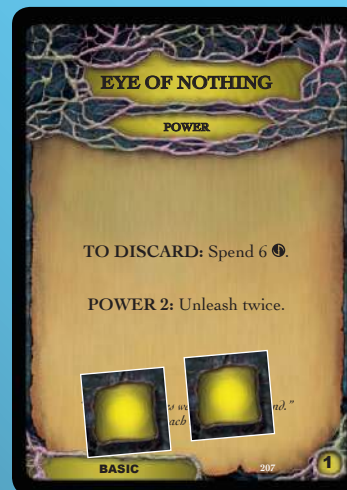 EYE OF NOTHING
POWER
TO DISCARD: Spend 6 .
POWER 2: Unleash twice.
BASIC
207
1